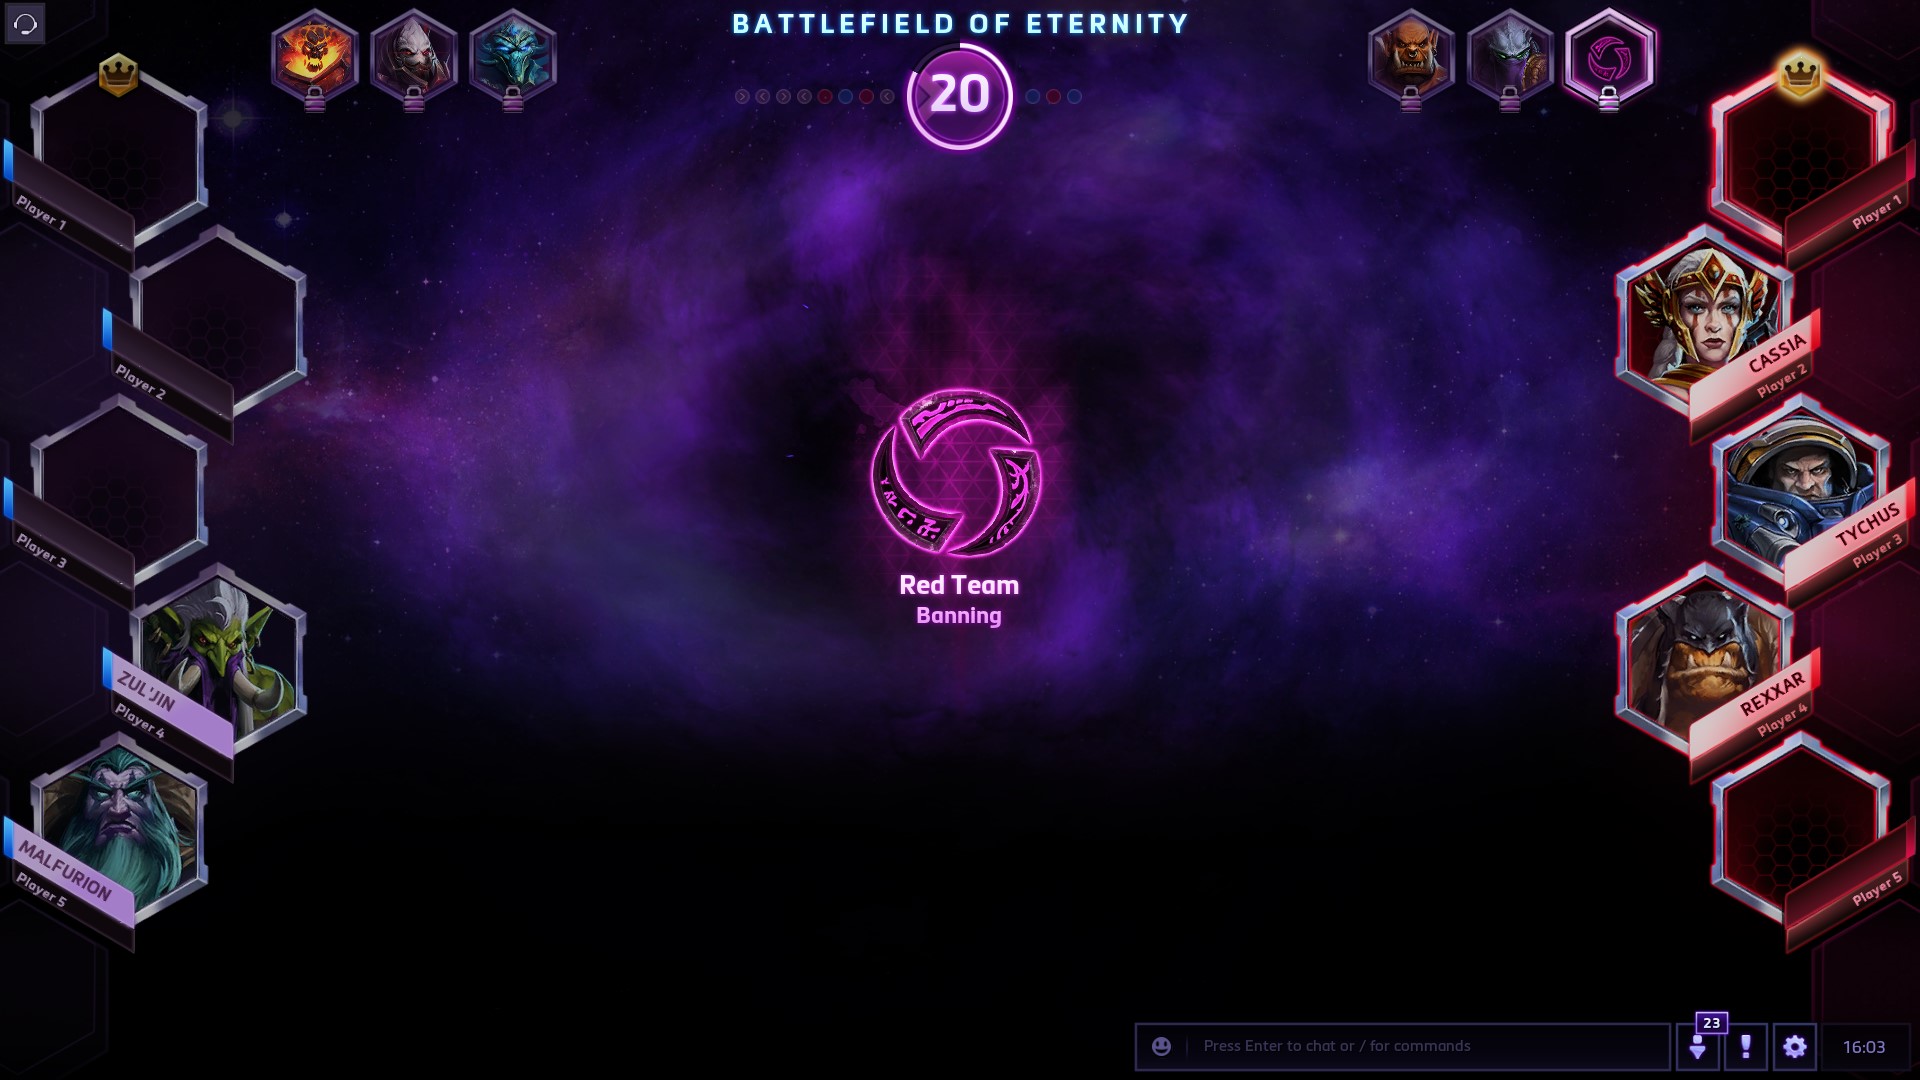 BATTLEFIELD OF ETERNITY
20
Player 1
Player 2
Player 3
ZUL'JIN
Player 4
MALFURION
Player 5
Red Team
Banning
Player 1
CASSIA
Player 2
TYCHUS
Player 3
REXXAR
Player 4
Player 5
23
Press Enter to chat or / for commands
16:03